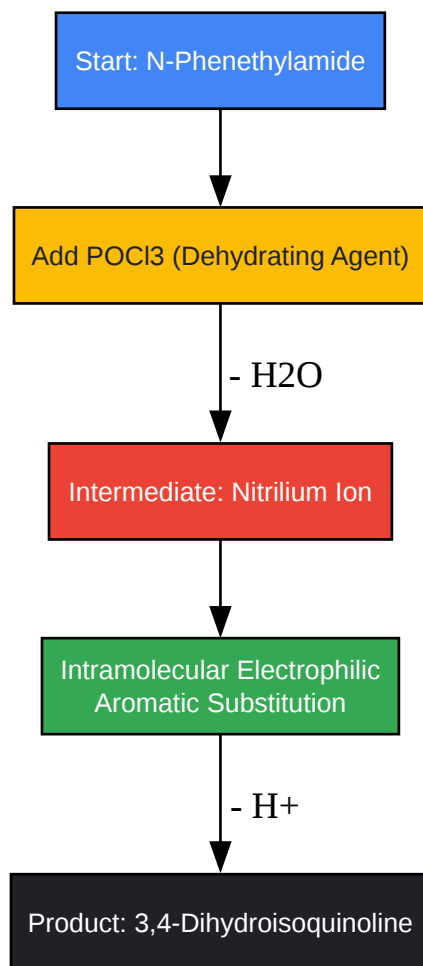 Start: N-Phenethylamide
Add POCl3 (Dehydrating Agent)
- H2O
Intermediate: Nitrilium Ion
Intramolecular Electrophilic
Aromatic Substitution
- H+
Product: 3,4-Dihydroisoquinoline